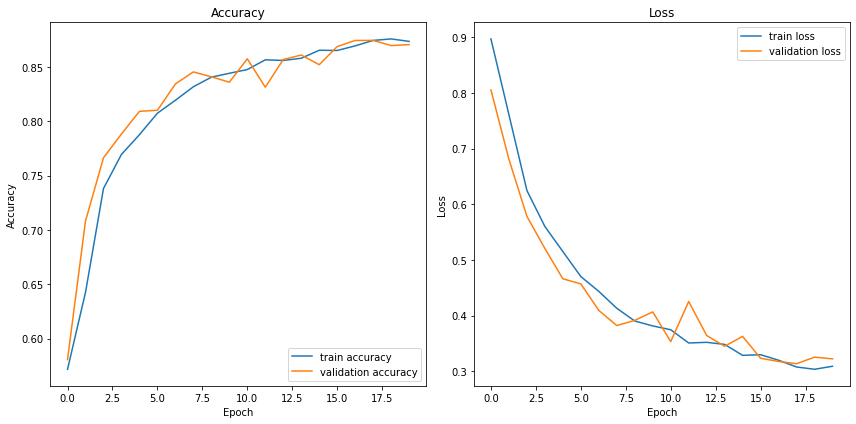 Accuracy
Accuracy
0.85
0.80
0.75
0.70
0.65
0.60
train accuracy
validation accuracy
0.0 2.5 5.0 7.5 10.0 12.5 15.0 17.5
Epoch
Loss
Loss
0.9
0.8
0.7
0.6
0.5
0.4
0.3
train loss
validation loss
0.0 2.5 5.0 7.5 10.0 12.5 15.0 17.5
Epoch